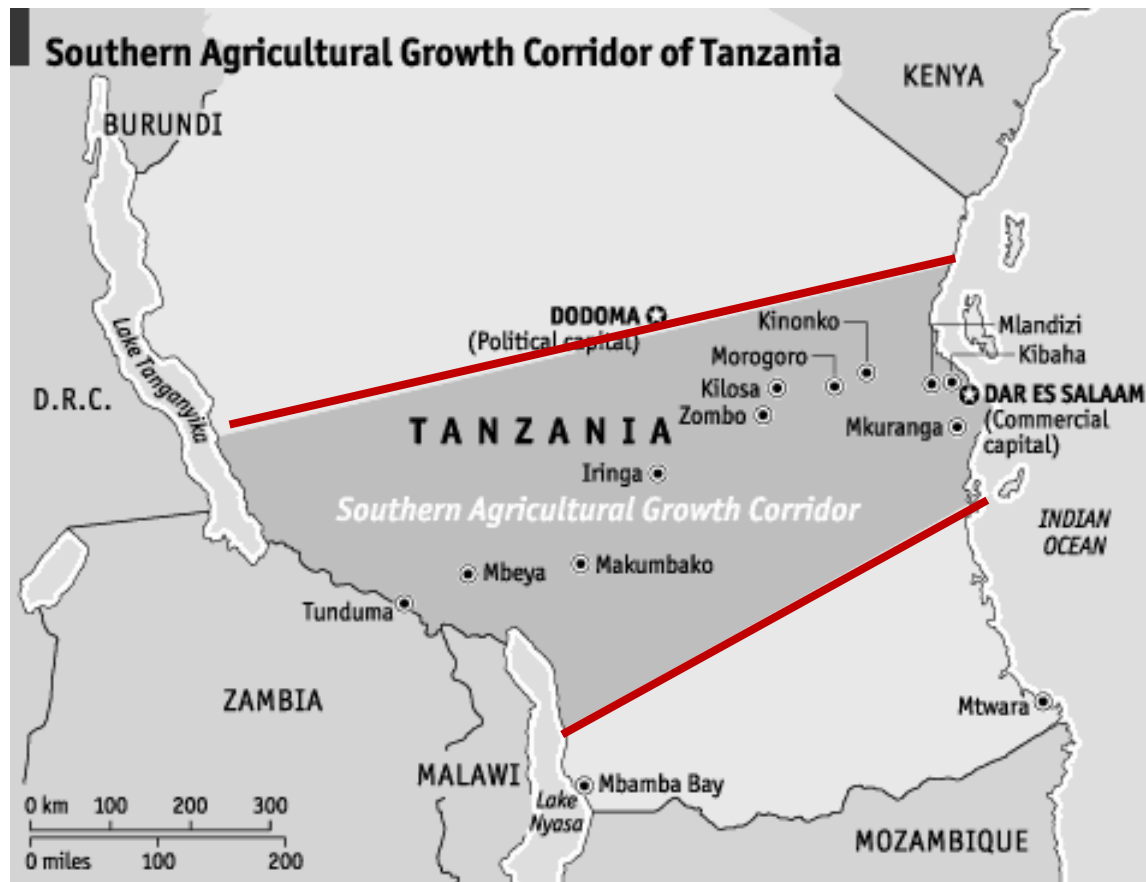 Southern Agricultural Growth Corridor of Tanzania
KENYA
BURUNDI
DODOMA
(Political capital)
Kinonko
Mlandizi
Morogoro
Kibaha
Lake Tanganyika
D.R.C.
Kilosa
DAR ES SALAAM
(Commercial
capital)
Zombo
TANZANIA
Mkuranga
Iringa
Southern Agricultural Growth Corridor
INDIAN
OCEAN
Mbeya
Makumbako
Tunduma
ZAMBIA
Mtwara
MALAWI
Mbamba Bay
Lake
Nyasa
MOZAMBIQUE
0 km 100 200 300
0 miles 100 200